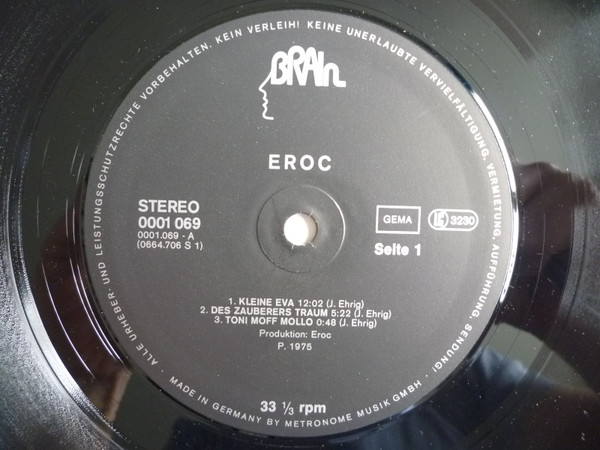 ALLE URHEBER- UND LEISTUNGSSCHUTZRECHTE VORBEHALTEN. KEIN VERLEIH! KEINE UNERLAUBTE VERVIELFÄLTIGUNG, VERMIETUNG, AUFFÜHRUNG, SENDUNG!
BRAIN
EROC
STEREO
0001 069
0001.069 - A
(0664.706 S 1)
GEMA
LC 3230
Seite 1
1. KLEINE EVA 12:02 (J. Ehrig)
2. DES ZAUBERERS TRAUM 5:22 (J. Ehrig)
3. TONI MOFF MOLLO 0:48 (J. Ehrig)
Produktion: Eroc
P. 1975
33 ⅓ rpm
· MADE IN GERMANY BY METRONOME MUSIK GMBH ·